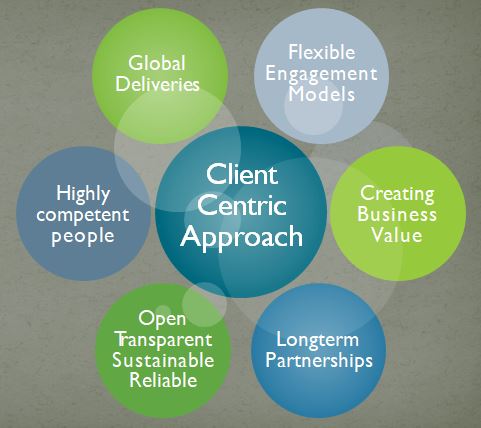 Global
Deliveries
Flexible
Engagement
Models
Highly
competent
people
Client
Centric
Approach
Creating
Business
Value
Open
Transparent
Sustainable
Reliable
Longterm
Partnerships